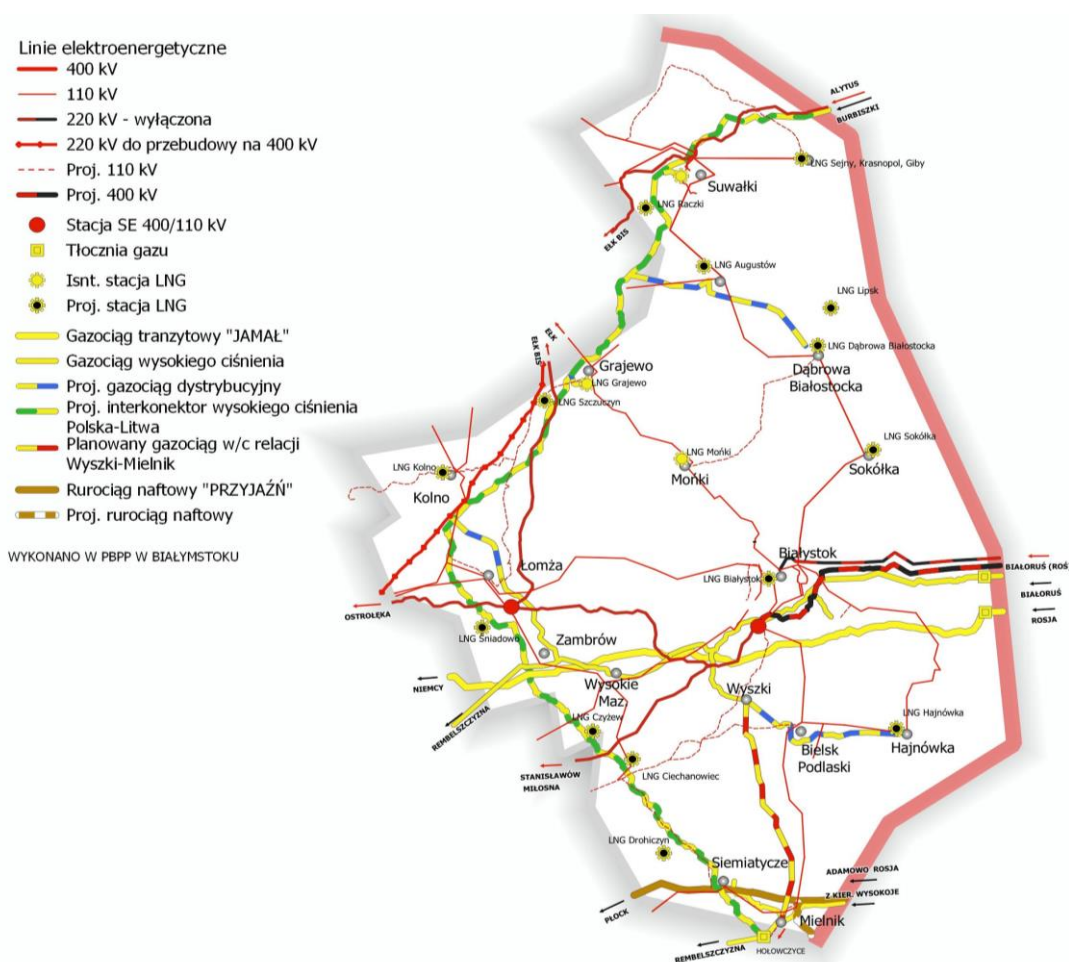 Linie elektroenergetyczne
400 kV
110 kV
220 kV - wyłączona
220 kV do przebudowy na 400 kV
Proj. 110 kV
Proj. 400 kV
Stacja SE 400/110 kV
Tłocznia gazu
Isnt. stacja LNG
Proj. stacja LNG
Gazociąg tranzytowy "JAMAŁ"
Gazociąg wysokiego ciśnienia
Proj. gazociąg dystrybucyjny
Proj. interkonektor wysokiego ciśnienia
Polska-Litwa
Planowany gazociąg w/c relacji
Wyszki-Mielnik
Rurociąg naftowy "PRZYJAŹŃ"
Proj. rurociąg naftowy
WYKONANO W PBPP W BIAŁYMSTOKU
ALYTUS
BURBISZKI
LNG Sejny, Krasnopol, Giby
Suwałki
LNG Raczki
EŁK BIS
LNG Augustów
LNG Lipsk
EŁK
EŁK BIS
LNG Dąbrowa Białostocka
Grajewo
Dąbrowa
Białostocka
LNG Grajewo
LNG Szczuczyn
LNG Sokółka
LNG Mońki
Sokółka
LNG Kolno
Mońki
Kolno
Białystok
Łomża
BIAŁORUŚ (ROŚ)
LNG Białystok
BIAŁORUŚ
OSTROŁĘKA
ROSJA
LNG Śniadowo
Zambrów
NIEMCY
Wysokie
Maz.
Wyszki
REMBELSZCZYZNA
LNG Czyżew
LNG Hajnówka
Bielsk
Podlaski
Hajnówka
STANISŁAWÓW
MIŁOSNA
LNG Ciechanowiec
LNG Drohiczyn
Siemiatycze
ADAMOWO ROSJA
Z KIER. WYSOKOJE
PŁOCK
Mielnik
REMBELSZCZYZNA
HOŁOWCZYCE